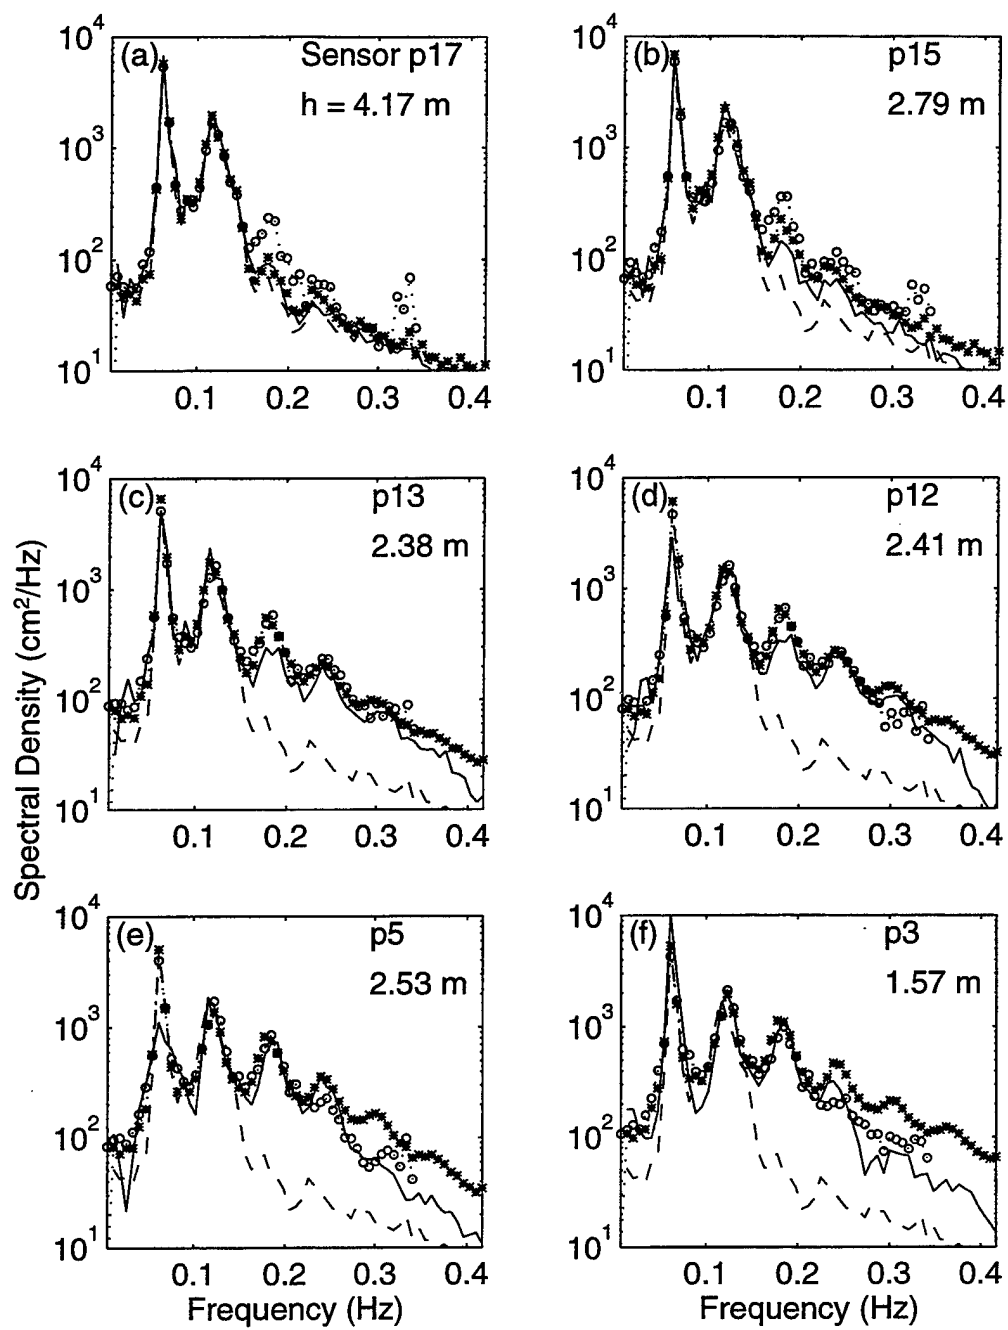 (a) Sensor p17
h = 4.17 m
10^4
10^3
10^2
10^1
0.1 0.2 0.3 0.4
(b) p15
2.79 m
10^4
10^3
10^2
10^1
0.1 0.2 0.3 0.4
(c) p13
2.38 m
10^4
10^3
10^2
10^1
0.1 0.2 0.3 0.4
(d) p12
2.41 m
10^4
10^3
10^2
10^1
0.1 0.2 0.3 0.4
Spectral Density (cm²/Hz)
(e) p5
2.53 m
10^4
10^3
10^2
10^1
0.1 0.2 0.3 0.4
Frequency (Hz)
(f) p3
1.57 m
10^4
10^3
10^2
10^1
0.1 0.2 0.3 0.4
Frequency (Hz)